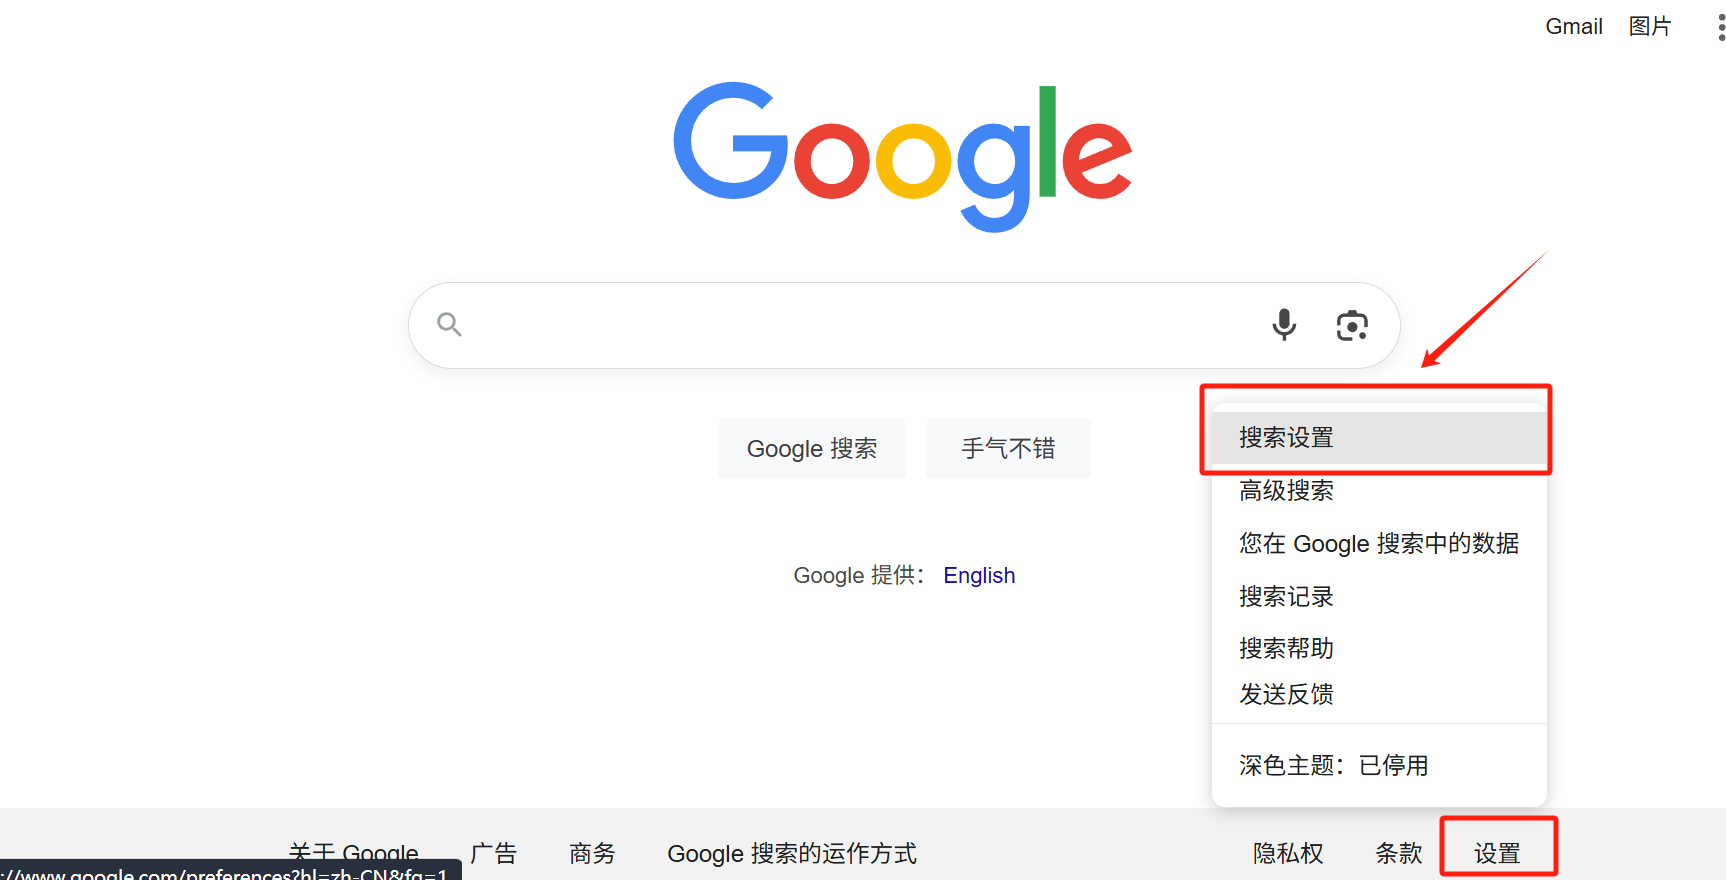 Gmail 图片
Google
Google 搜索 手气不错
Google 提供： English
搜索设置
高级搜索
您在 Google 搜索中的数据
搜索记录
搜索帮助
发送反馈
深色主题：已停用
关于 Google 广告 商务 Google 搜索的运作方式 隐私权 条款 设置
://www.google.com/preferences?hl=zh-CN&fg=1